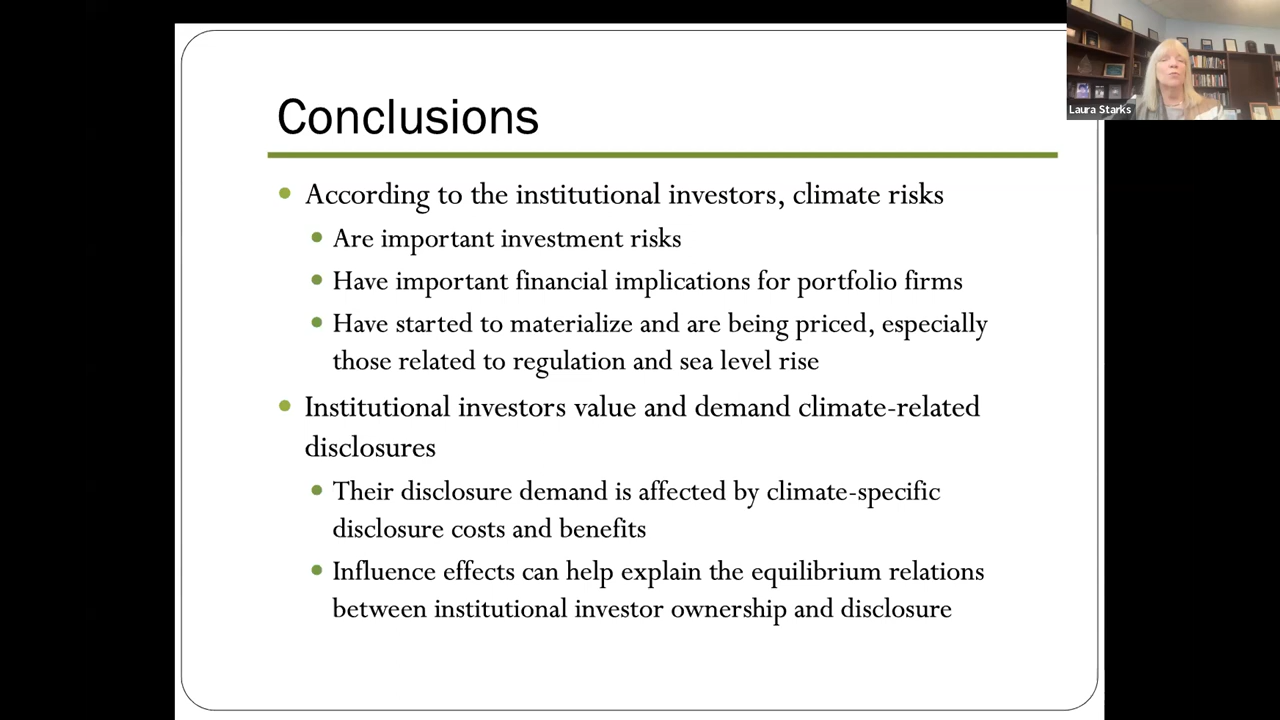 Conclusions
According to the institutional investors, climate risks
Are important investment risks
Have important financial implications for portfolio firms
Have started to materialize and are being priced, especially
those related to regulation and sea level rise
Institutional investors value and demand climate-related
disclosures
Their disclosure demand is affected by climate-specific
disclosure costs and benefits
Influence effects can help explain the equilibrium relations
between institutional investor ownership and disclosure
Laura Starks